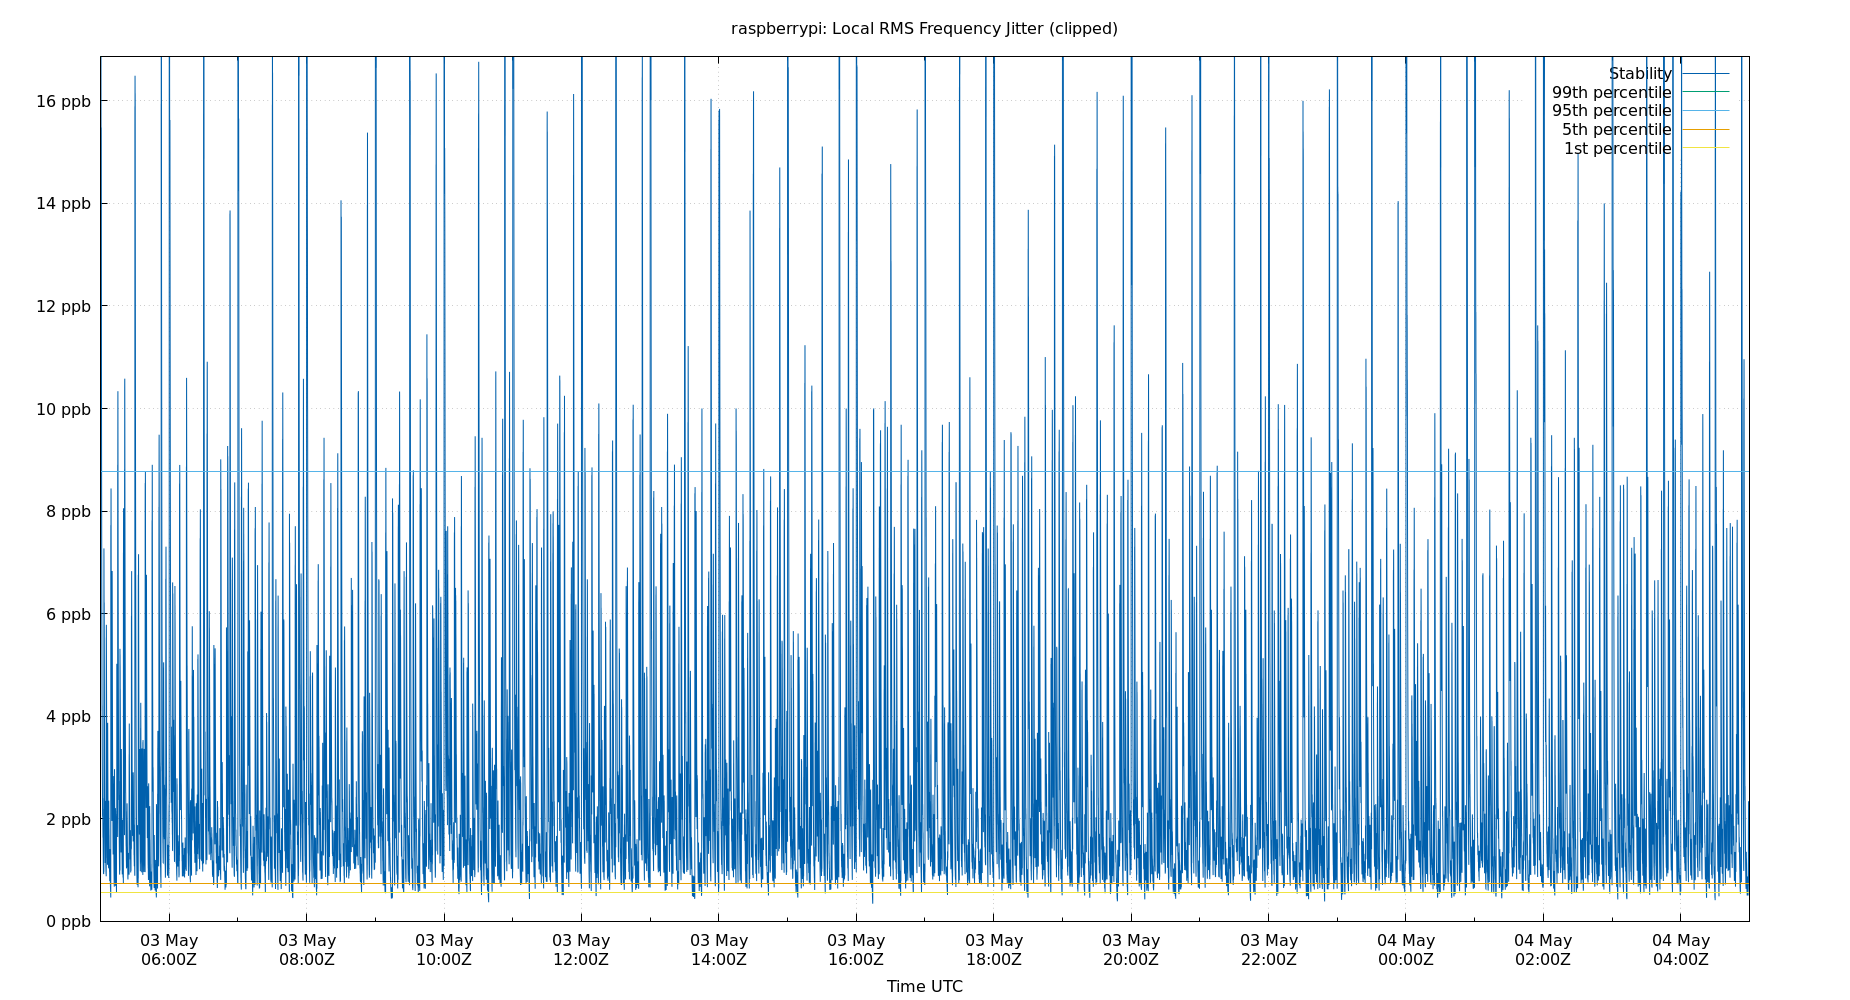 raspberrypi: Local RMS Frequency Jitter (clipped)
Stability
99th percentile
95th percentile
5th percentile
1st percentile
16 ppb
14 ppb
12 ppb
10 ppb
8 ppb
6 ppb
4 ppb
2 ppb
0 ppb
03 May 03 May 03 May 03 May 03 May 03 May 03 May 03 May 03 May 04 May 04 May 04 May
06:00Z 08:00Z 10:00Z 12:00Z 14:00Z 16:00Z 18:00Z 20:00Z 22:00Z 00:00Z 02:00Z 04:00Z
Time UTC